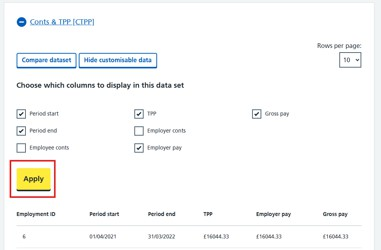 Conts & TPP [CTPP]
Rows per page:
Compare dataset Hide customisable data 10
Choose which columns to display in this data set
Period start TPP Gross pay
Period end Employer conts
Employee conts Employer pay
Apply
Employment ID Period start Period end TPP Employer pay Gross pay
6 01/04/2021 31/03/2022 £16044.33 £16044.33 £16044.33